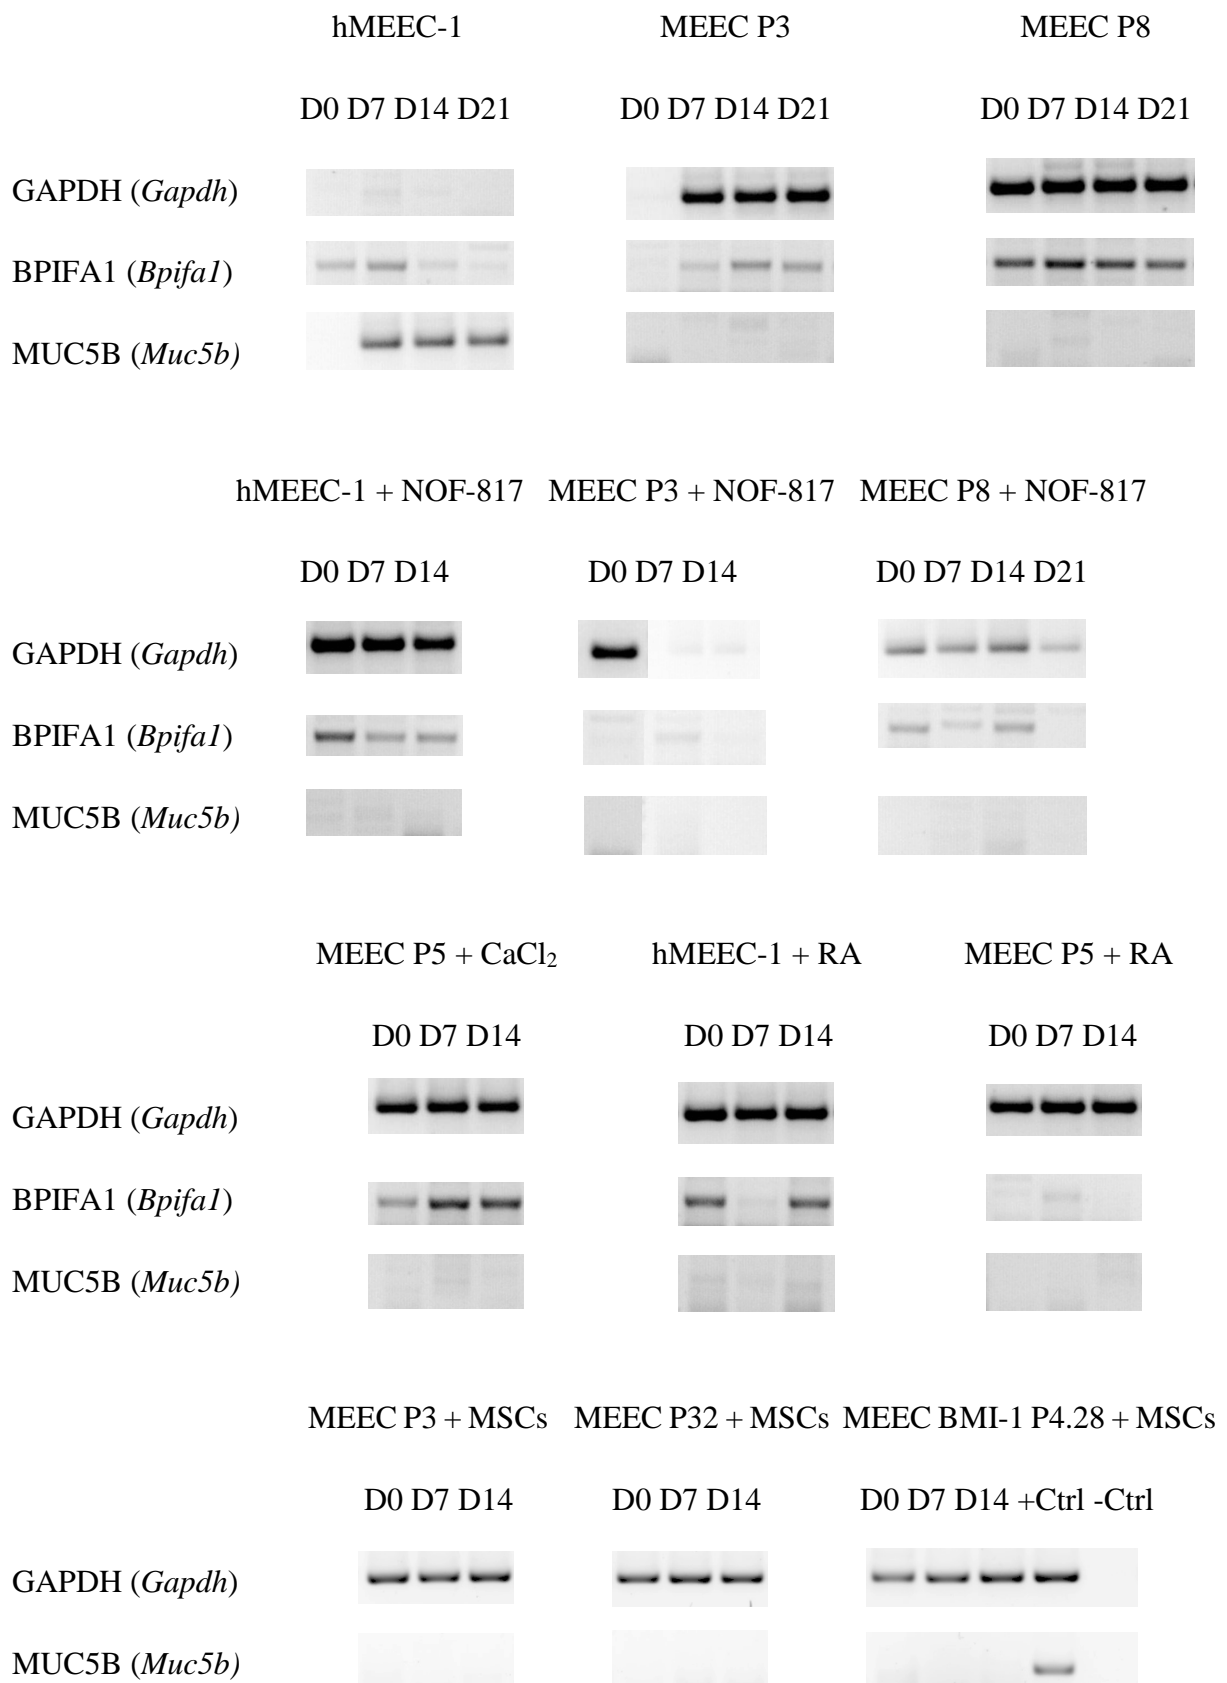 hMEEC-1 MEEC P3 MEEC P8
D0 D7 D14 D21 D0 D7 D14 D21 D0 D7 D14 D21
GAPDH (Gapdh)
BPIFA1 (Bpifa1)
MUC5B (Muc5b)
hMEEC-1 + NOF-817 MEEC P3 + NOF-817 MEEC P8 + NOF-817
D0 D7 D14 D0 D7 D14 D0 D7 D14 D21
GAPDH (Gapdh)
BPIFA1 (Bpifa1)
MUC5B (Muc5b)
MEEC P5 + CaCl₂ hMEEC-1 + RA MEEC P5 + RA
D0 D7 D14 D0 D7 D14 D0 D7 D14
GAPDH (Gapdh)
BPIFA1 (Bpifa1)
MUC5B (Muc5b)
MEEC P3 + MSCs MEEC P32 + MSCs MEEC BMI-1 P4.28 + MSCs
D0 D7 D14 D0 D7 D14 D0 D7 D14 +Ctrl -Ctrl
GAPDH (Gapdh)
MUC5B (Muc5b)